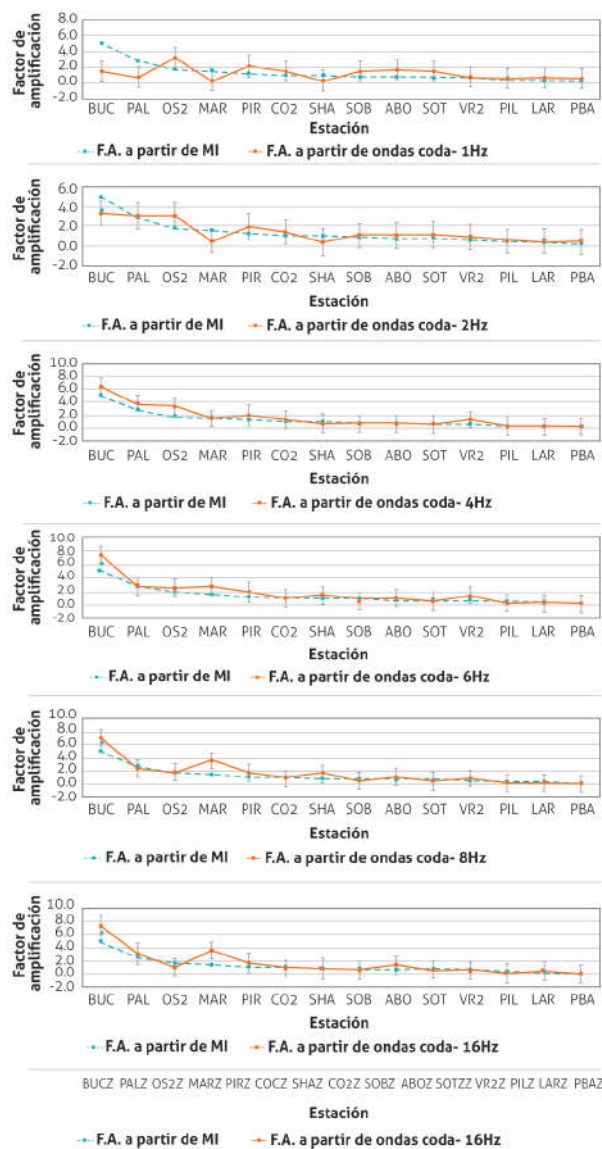 Factor de
amplificación
8.0
6.0
4.0
2.0
0.0
-2.0
BUC PAL OS2 MAR PIR CO2 SHA SOB ABO SOT VR2 PIL LAR PBA
Estación
F.A. a partir de MI F.A. a partir de ondas coda- 1Hz
Factor de
amplificación
6.0
4.0
2.0
0.0
-2.0
BUC PAL OS2 MAR PIR CO2 SHA SOB ABO SOT VR2 PIL LAR PBA
Estación
F.A. a partir de MI F.A. a partir de ondas coda- 2Hz
Factor de
amplificación
10.0
8.0
6.0
4.0
2.0
0.0
-2.0
BUC PAL OS2 MAR PIR CO2 SHA SOB ABO SOT VR2 PIL LAR PBA
Estación
F.A. a partir de MI F.A. a partir de ondas coda- 4Hz
Factor de
amplificación
10.0
8.0
6.0
4.0
2.0
0.0
-2.0
BUC PAL OS2 MAR PIR CO2 SHA SOB ABO SOT VR2 PIL LAR PBA
Estación
F.A. a partir de MI F.A. a partir de ondas coda- 6Hz
Factor de
amplificación
10.0
8.0
6.0
4.0
2.0
0.0
-2.0
BUC PAL OS2 MAR PIR CO2 SHA SOB ABO SOT VR2 PIL LAR PBA
Estación
F.A. a partir de MI F.A. a partir de ondas coda- 8Hz
Factor de
amplificación
10.0
8.0
6.0
4.0
2.0
0.0
-2.0
BUC PAL OS2 MAR PIR CO2 SHA SOB ABO SOT VR2 PIL LAR PBA
Estación
F.A. a partir de MI F.A. a partir de ondas coda- 16Hz
BUCZ PALZ OS2Z MARZ PIRZ COCZ SHAZ CO2Z SOBZ ABOZ SOTZZ VR2Z PILZ LARZ PBAZ
Estación
F.A. a partir de MI F.A. a partir de ondas coda- 16Hz